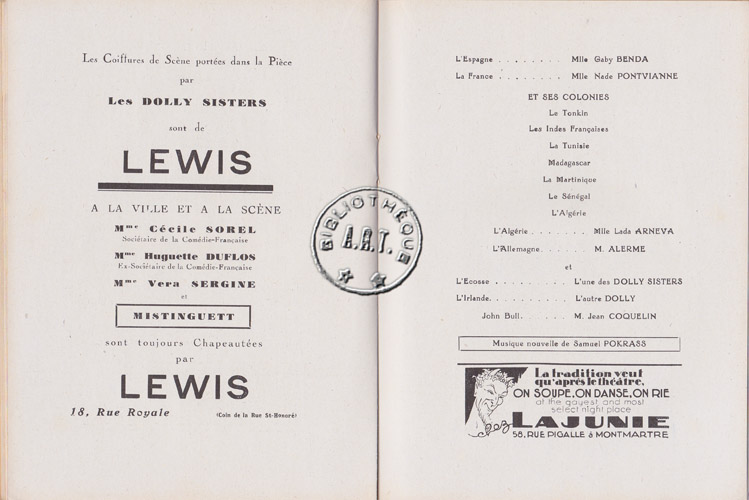 Les Coiffures de Scène portées dans la Pièce
par
Les DOLLY SISTERS
sont de
LEWIS
A LA VILLE ET A LA SCÈNE
Mme Cécile SOREL
Sociétaire de la Comédie-Française
Mme Huguette DUFLOS
Ex-Sociétaire de la Comédie-Française
Mme Vera SERGINE
et
MISTINGUETT
sont toujours Chapeautées
par
LEWIS
18, Rue Royale (Coin de la Rue St-Honoré)
BIBLIOTHÈQUE
A.R.T.
L'Espagne . . . . . . . . Mlle Gaby BENDA
La France . . . . . . . . Mlle Nade PONTVIANNE
ET SES COLONIES
Le Tonkin
Les Indes Françaises
La Tunisie
Madagascar
La Martinique
Le Sénégal
L'Algérie
L'Algérie . . . . . . . Mlle Lada ARNEVA
L'Allemagne . . . . . . M. ALERME
et
L'Ecosse . . . . . . . . . L'une des DOLLY SISTERS
L'Irlande. . . . . . . . . L'autre DOLLY
John Bull. . . . . . M. Jean COQUELIN
Musique nouvelle de Samuel POKRASS
La tradition veut
qu'après le théâtre,
ON SOUPE, ON DANSE, ON RIE
at the gayest and most
select night place
chez LAJUNIE
58, RUE PIGALLE à MONTMARTRE